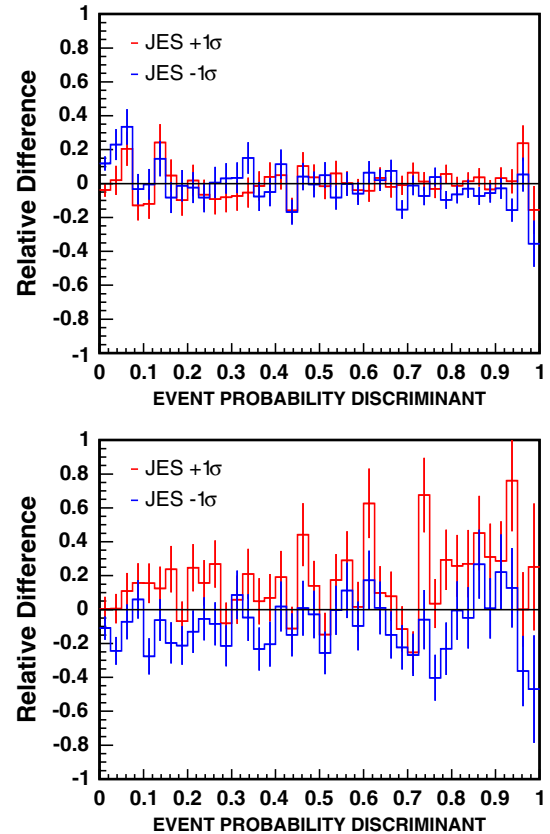 1
0.8
0.6
0.4
0.2
0
-0.2
-0.4
-0.6
-0.8
-1
Relative Difference
JES +1σ
JES -1σ
0 0.1 0.2 0.3 0.4 0.5 0.6 0.7 0.8 0.9 1
EVENT PROBABILITY DISCRIMINANT
1
0.8
0.6
0.4
0.2
0
-0.2
-0.4
-0.6
-0.8
-1
Relative Difference
JES +1σ
JES -1σ
0 0.1 0.2 0.3 0.4 0.5 0.6 0.7 0.8 0.9 1
EVENT PROBABILITY DISCRIMINANT